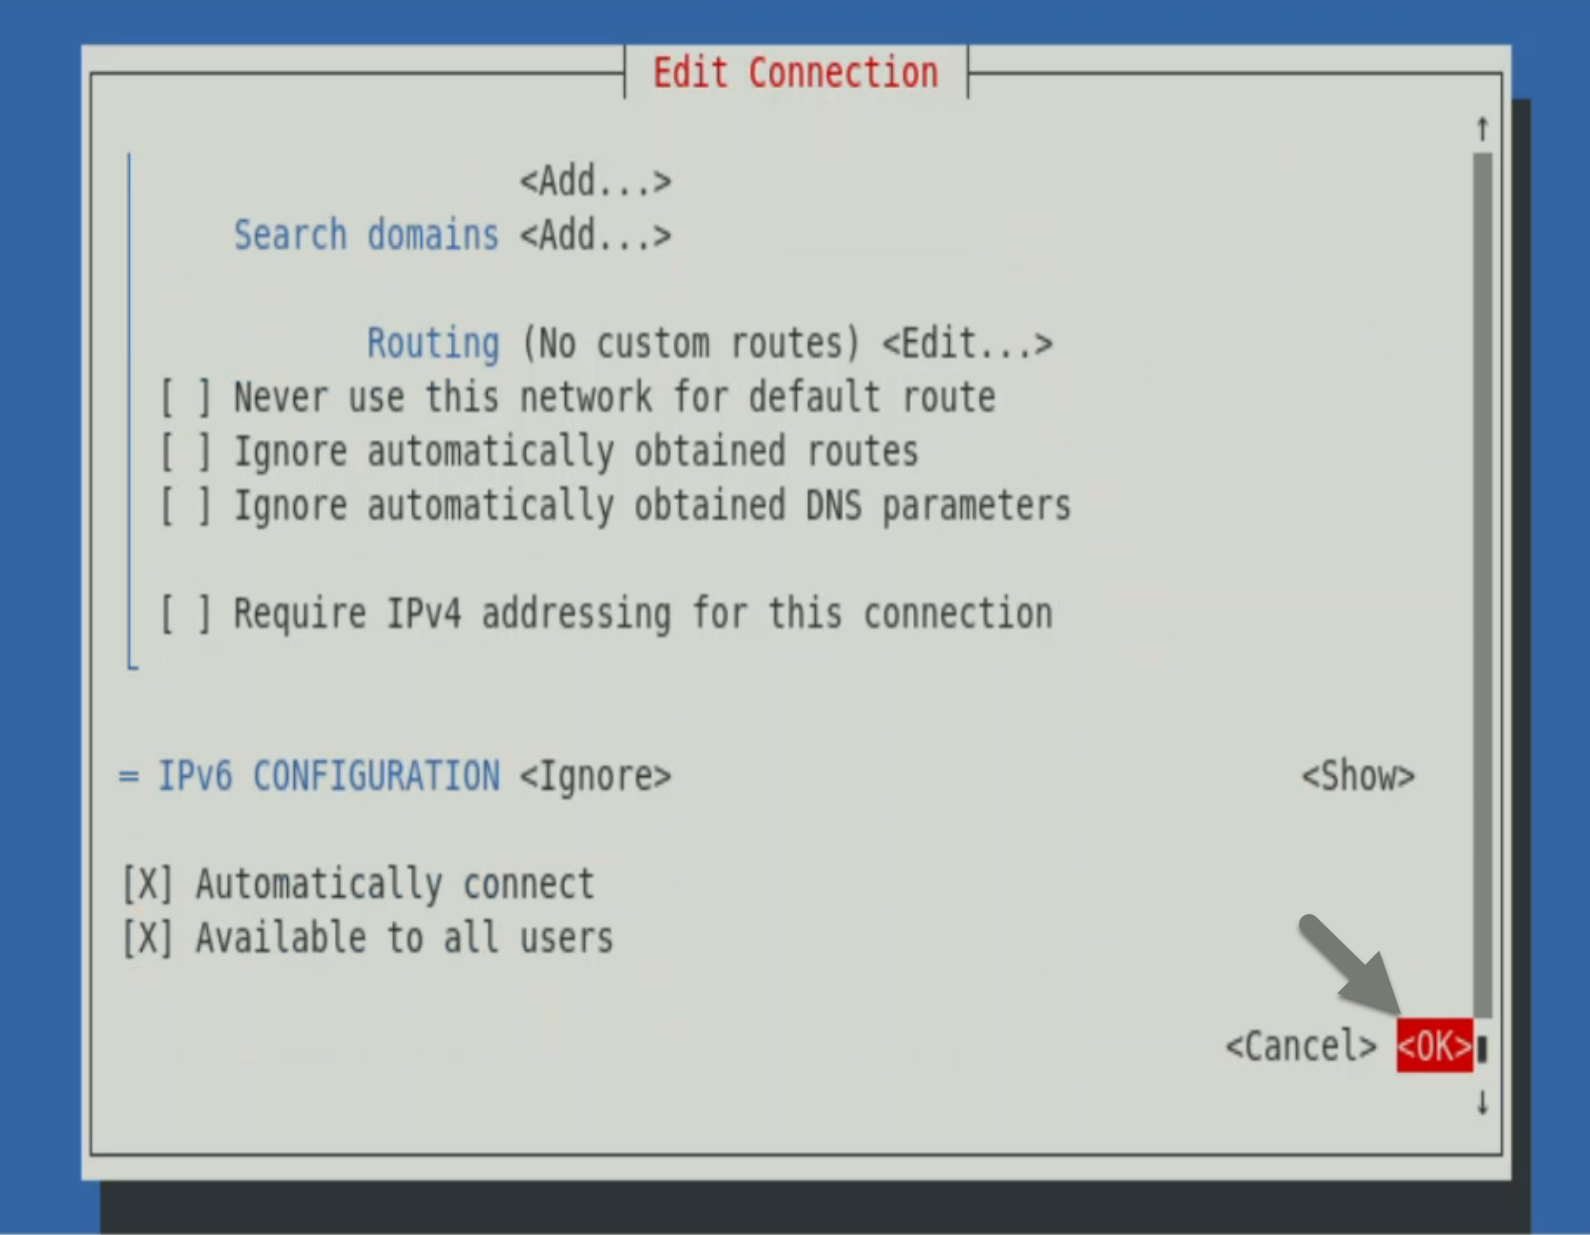 Edit Connection
↑
<Add...>
Search domains <Add...>
Routing (No custom routes) <Edit...>
[ ] Never use this network for default route
[ ] Ignore automatically obtained routes
[ ] Ignore automatically obtained DNS parameters
[ ] Require IPv4 addressing for this connection
= IPv6 CONFIGURATION <Ignore> <Show>
[X] Automatically connect
[X] Available to all users
<Cancel> <OK>
↓